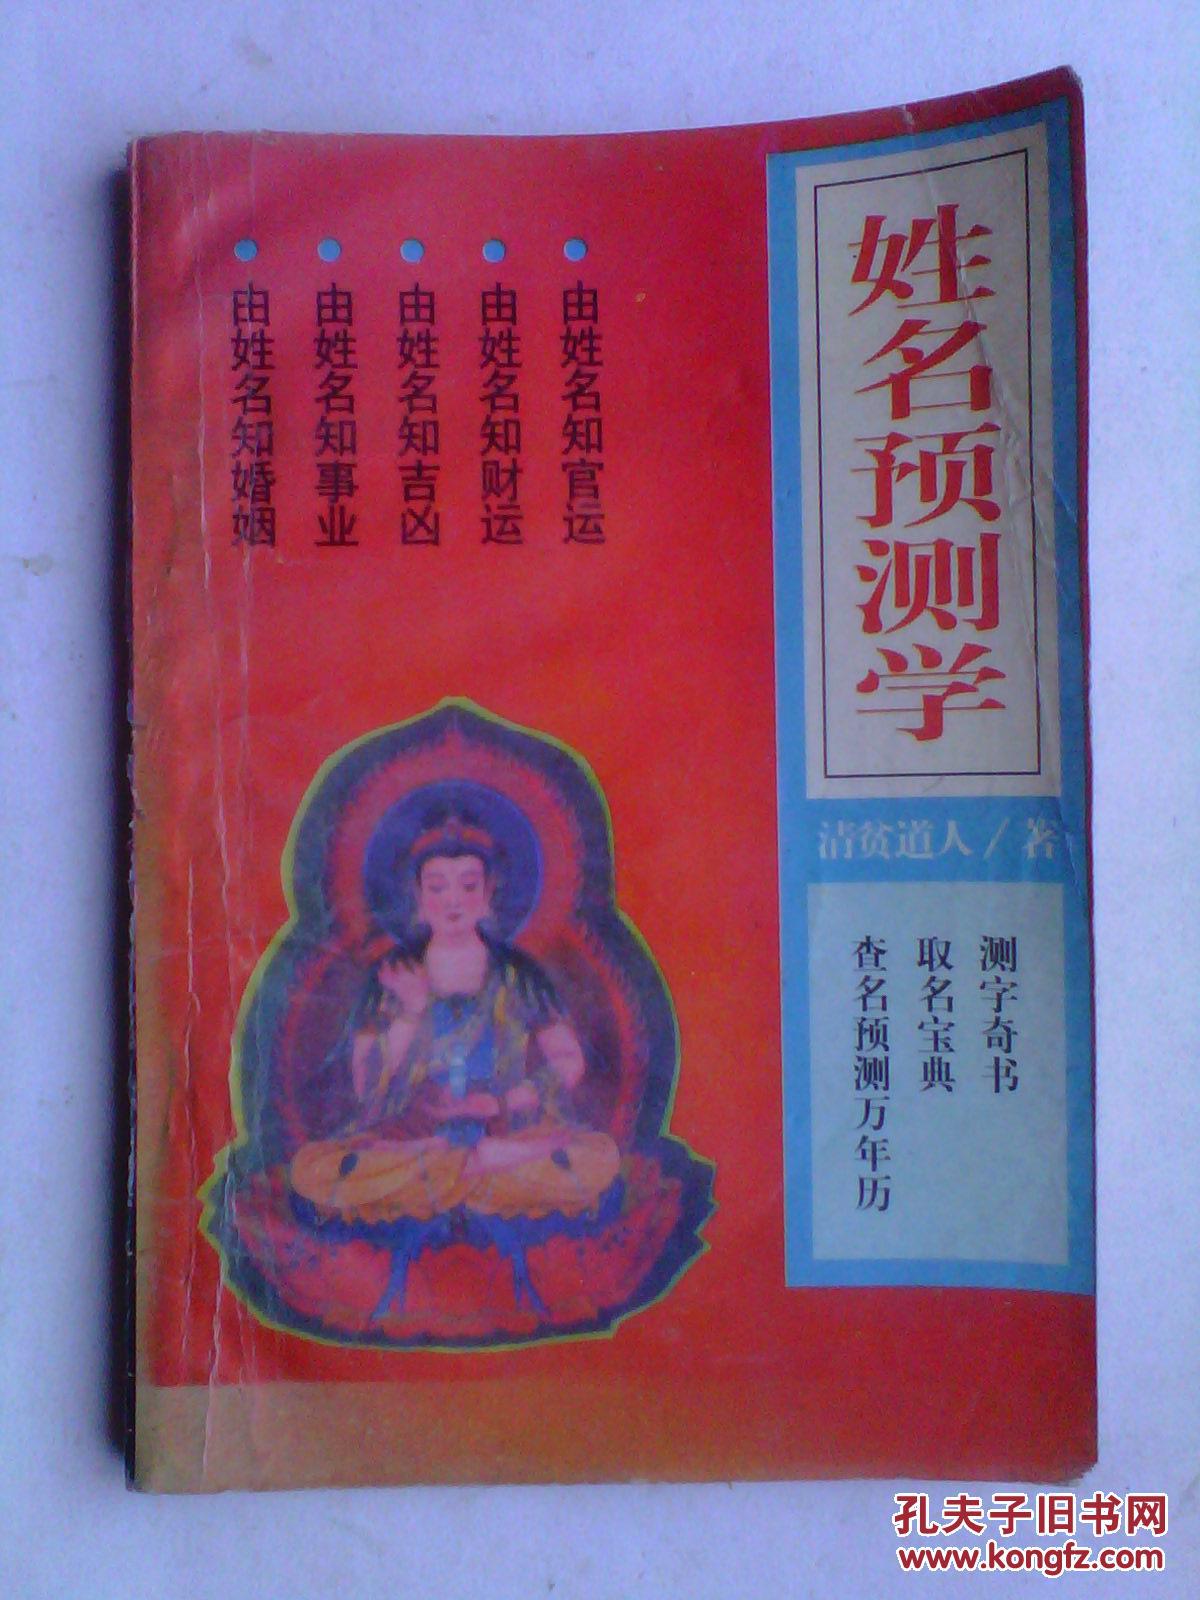 姓名预测学
清贫道人/著
测字奇书
取名宝典
查名预测万年历
由姓名知官运
由姓名知财运
由姓名知吉凶
由姓名知事业
由姓名知婚姻
孔夫子旧书网
www.kongfz.com